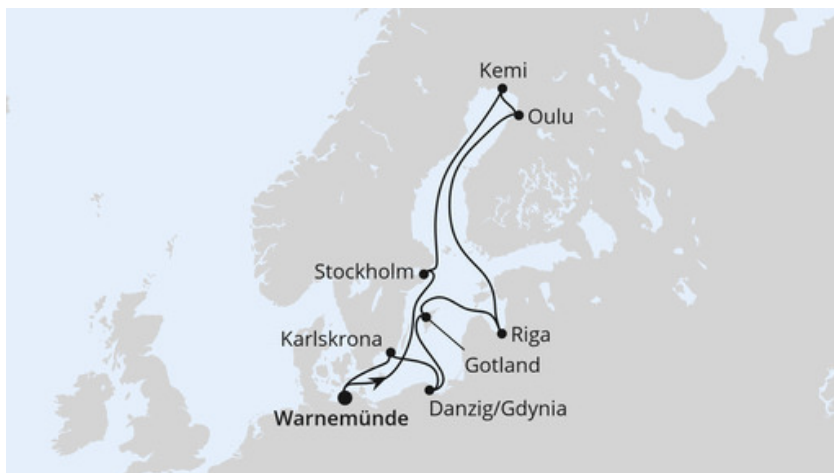 Kemi
Oulu
Stockholm
Riga
Karlskrona
Gotland
Danzig/Gdynia
Warnemünde